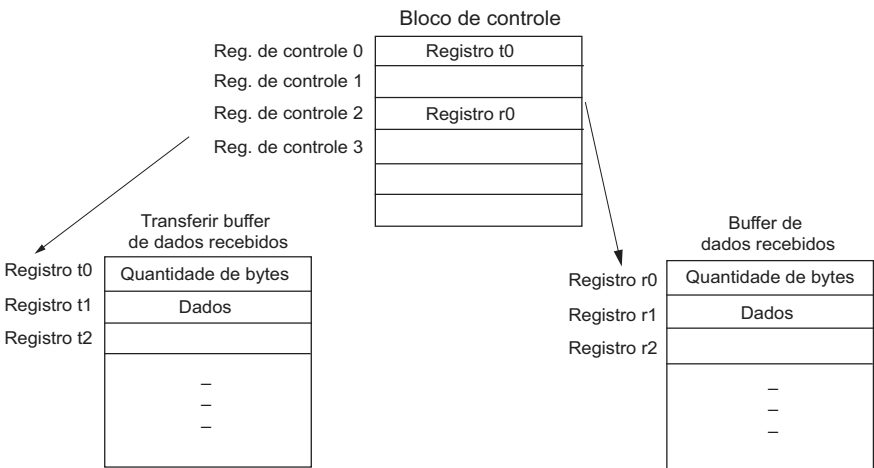 Bloco de controle
Reg. de controle 0
Registro t0
Reg. de controle 1
Reg. de controle 2
Registro r0
Reg. de controle 3
Transferir buffer
de dados recebidos
Registro t0
Quantidade de bytes
Registro t1
Dados
Registro t2
–
–
–
Buffer de
dados recebidos
Registro r0
Quantidade de bytes
Registro r1
Dados
Registro r2
–
–
–